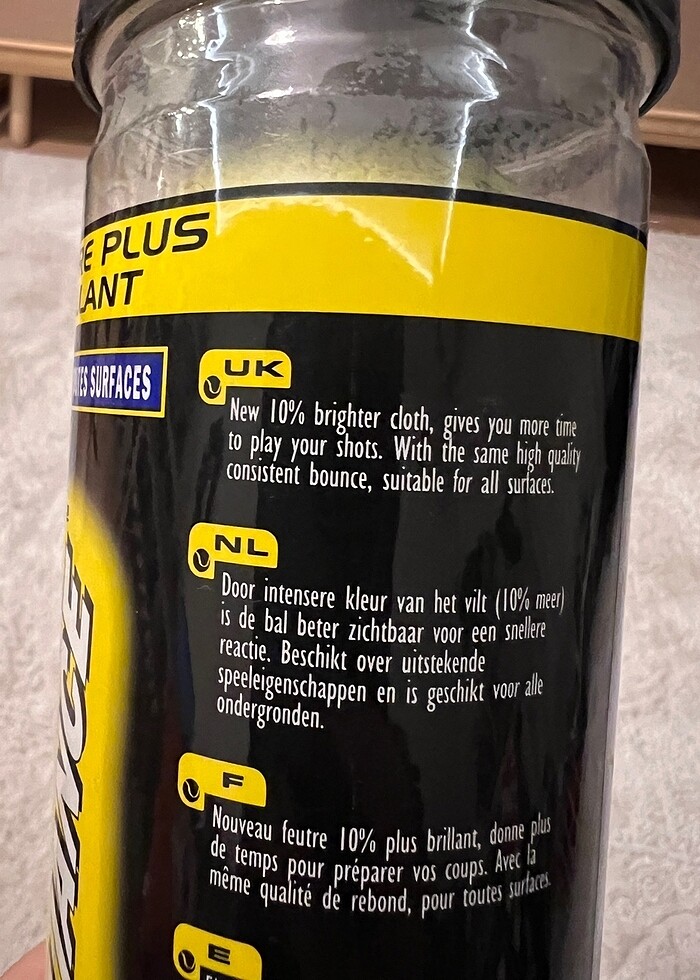 PLUS
TES SURFACES
UK
New 10% brighter cloth, gives you more time
to play your shots. With the same high quality
consistent bounce, suitable for all surfaces.
NL
Door intensere kleur van het vilt (10% meer)
is de bal beter zichtbaar voor een snellere
reactie. Beschikt over uitstekende
speeleigenschappen en is geschikt voor alle
ondergronden.
F
Nouveau feutre 10% plus brillant, donne plus
de temps pour préparer vos coups. Avec la
même qualité de rebond, pour toutes surfaces.
E